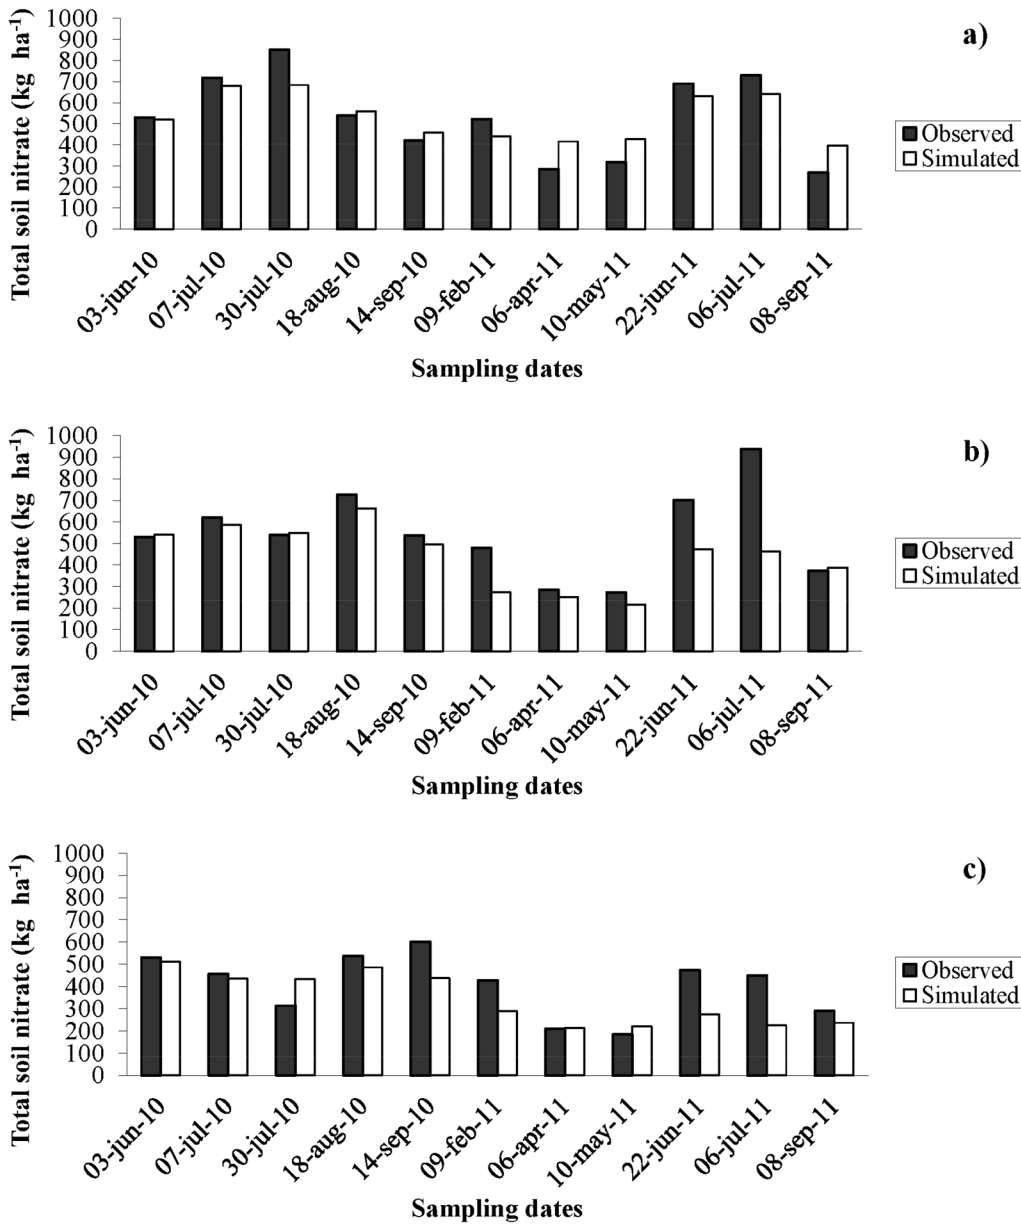 a)
Total soil nitrate (kg ha-1)
1000
900
800
700
600
500
400
300
200
100
0
03-jun-10
07-jul-10
30-jul-10
18-aug-10
14-sep-10
09-feb-11
06-apr-11
10-may-11
22-jun-11
06-jul-11
08-sep-11
Sampling dates
Observed
Simulated
b)
Total soil nitrate (kg ha-1)
1000
900
800
700
600
500
400
300
200
100
0
03-jun-10
07-jul-10
30-jul-10
18-aug-10
14-sep-10
09-feb-11
06-apr-11
10-may-11
22-jun-11
06-jul-11
08-sep-11
Sampling dates
Observed
Simulated
c)
Total soil nitrate (kg ha-1)
1000
900
800
700
600
500
400
300
200
100
0
03-jun-10
07-jul-10
30-jul-10
18-aug-10
14-sep-10
09-feb-11
06-apr-11
10-may-11
22-jun-11
06-jul-11
08-sep-11
Sampling dates
Observed
Simulated